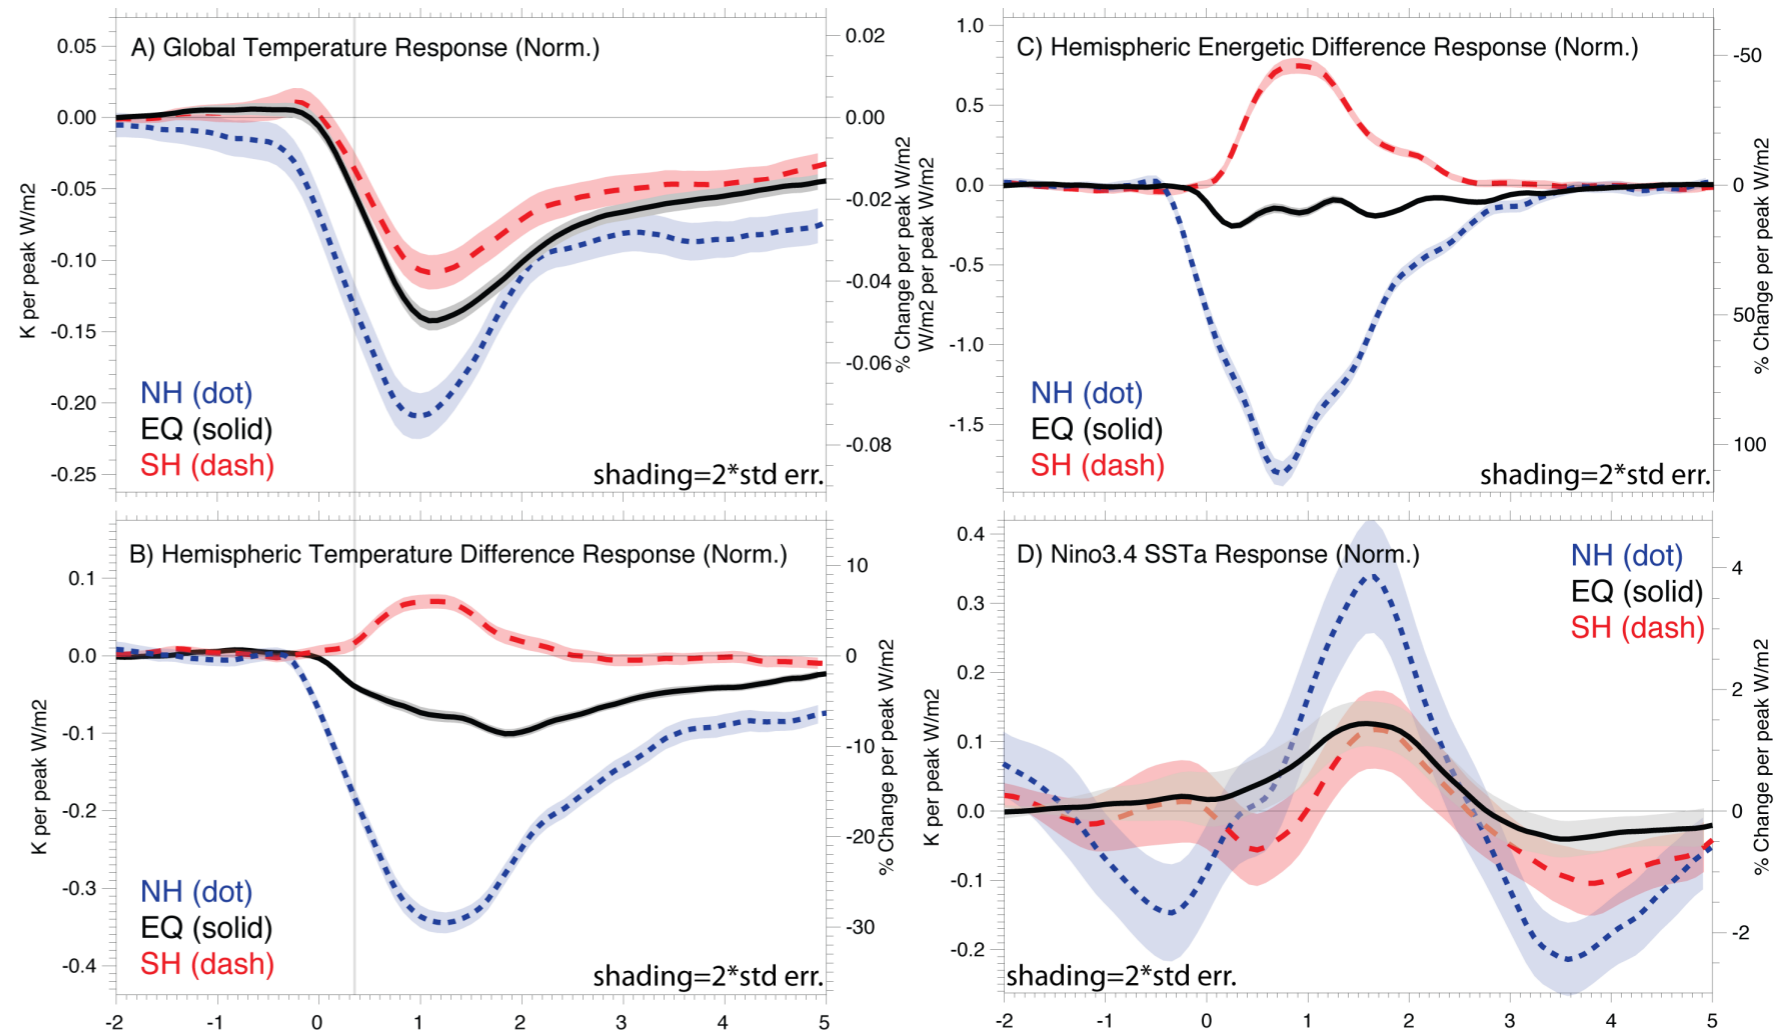 A) Global Temperature Response (Norm.)
K per peak W/m2
0.05
0.00
-0.05
-0.10
-0.15
-0.20
-0.25
0.02
0.00
-0.02
-0.04
-0.06
-0.08
% Change per peak W/m2
NH (dot)
EQ (solid)
SH (dash)
shading=2*std err.
C) Hemispheric Energetic Difference Response (Norm.)
W/m2 per peak W/m2
1.0
0.5
0.0
-0.5
-1.0
-1.5
-50
0
50
100
% Change per peak W/m2
NH (dot)
EQ (solid)
SH (dash)
shading=2*std err.
B) Hemispheric Temperature Difference Response (Norm.)
K per peak W/m2
0.1
0.0
-0.1
-0.2
-0.3
-0.4
10
0
-10
-20
-30
% Change per peak W/m2
NH (dot)
EQ (solid)
SH (dash)
shading=2*std err.
-2 -1 0 1 2 3 4 5
D) Nino3.4 SSTa Response (Norm.)
K per peak W/m2
0.4
0.3
0.2
0.1
0.0
-0.1
-0.2
4
2
0
-2
% Change per peak W/m2
NH (dot)
EQ (solid)
SH (dash)
shading=2*std err.
-2 -1 0 1 2 3 4 5